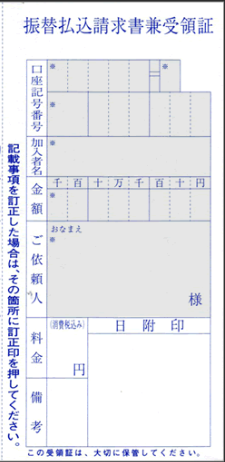 振替払込請求書兼受領証
口座記号番号
※
※
※
加入者名
※
金額
千百十万千百十円
※
ご依頼人
おなまえ
※
様
料金
(消費税込み)
円
日附印
備考
記載事項を訂正した場合は、その箇所に訂正印を押してください。
この受領証は、大切に保管してください。